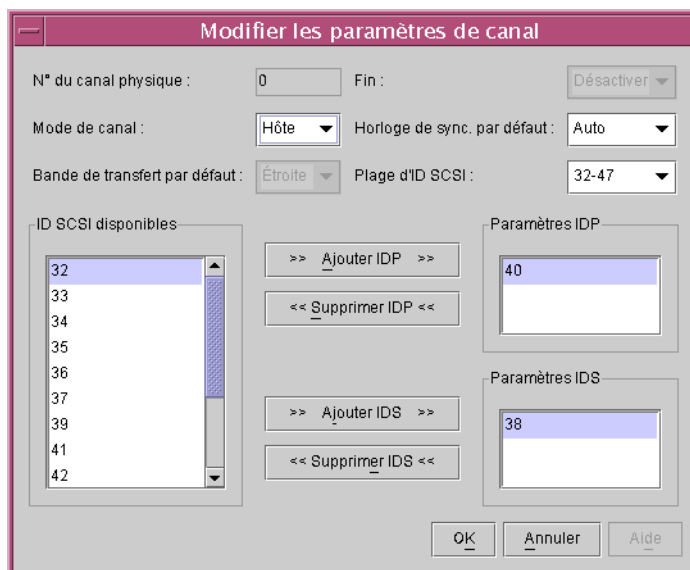 Modifier les paramètres de canal
N° du canal physique : 0 Fin : Désactiver
Mode de canal : Hôte Horloge de sync. par défaut : Auto
Bande de transfert par défaut : Étroite Plage d'ID SCSI : 32-47
ID SCSI disponibles
32
33
34
35
36
37
39
41
42
>> Ajouter IDP >>
<< Supprimer IDP <<
>> Ajouter IDS >>
<< Supprimer IDS <<
Paramètres IDP
40
Paramètres IDS
38
OK Annuler Aide